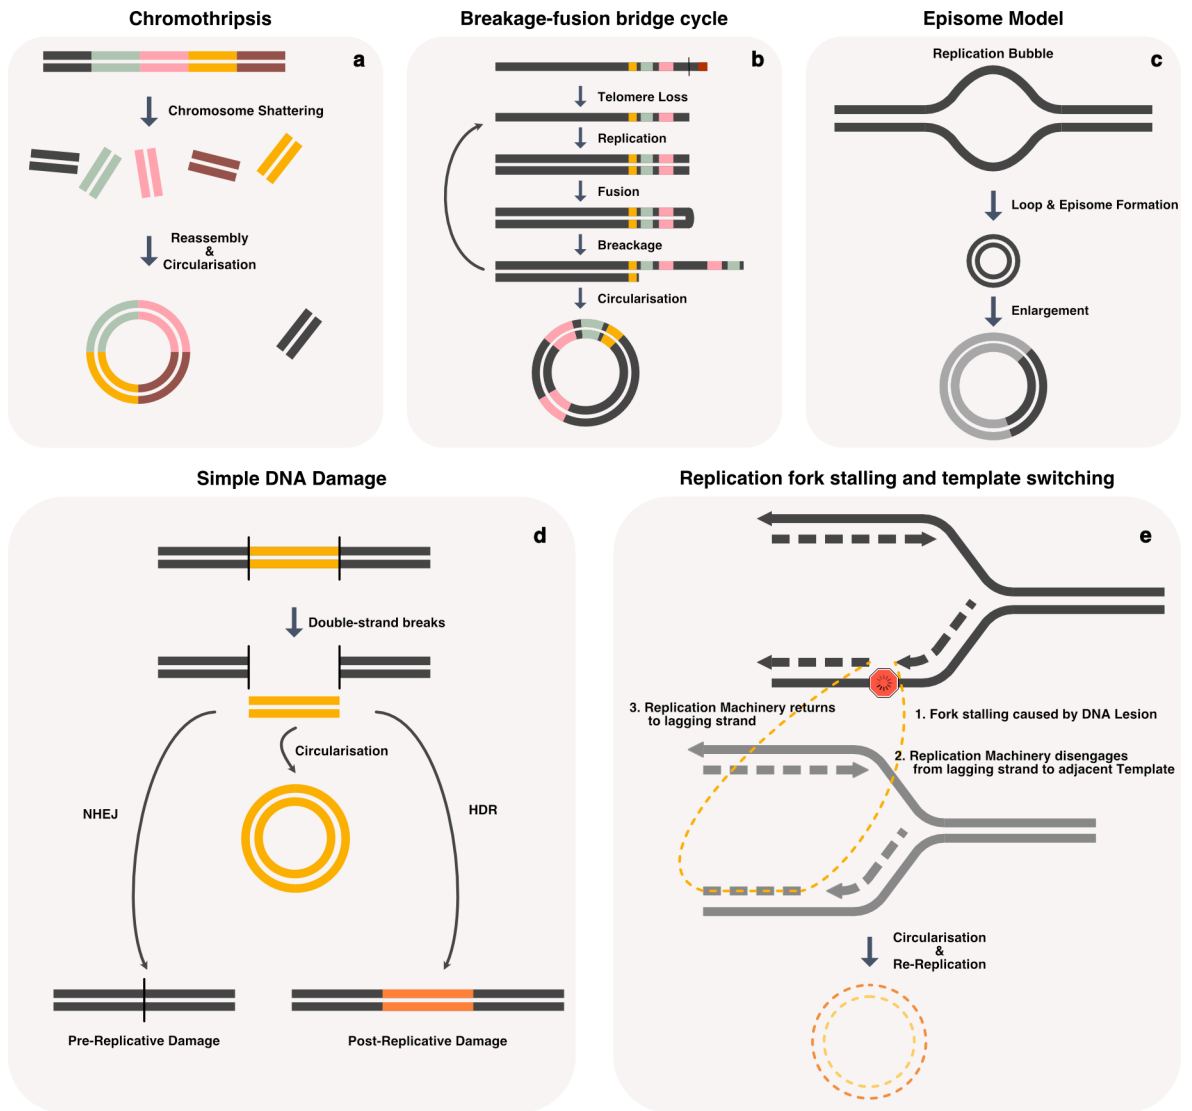 Chromothripsis
a
Chromosome Shattering
Reassembly
&
Circularisation
Breakage-fusion bridge cycle
b
Telomere Loss
Replication
Fusion
Breackage
Circularisation
Episome Model
c
Replication Bubble
Loop & Episome Formation
Enlargement
Simple DNA Damage
d
Double-strand breaks
Circularisation
NHEJ
HDR
Pre-Replicative Damage
Post-Replicative Damage
Replication fork stalling and template switching
e
3. Replication Machinery returns
to lagging strand
1. Fork stalling caused by DNA Lesion
2. Replication Machinery disengages
from lagging strand to adjacent Template
Circularisation
&
Re-Replication